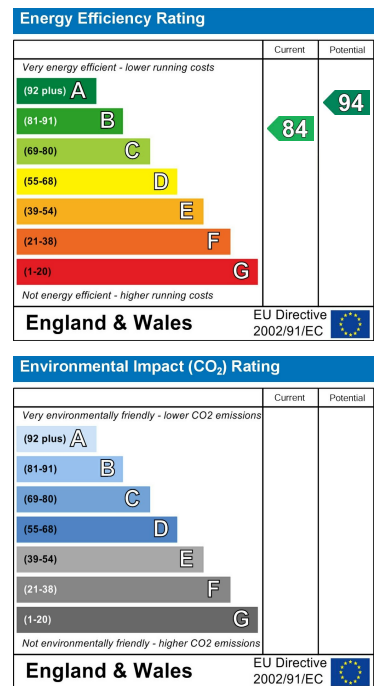 Energy Efficiency Rating
Current Potential
Very energy efficient - lower running costs
(92 plus) A
(81-91) B
(69-80) C
(55-68) D
(39-54) E
(21-38) F
(1-20) G
84
94
Not energy efficient - higher running costs
England & Wales
EU Directive
2002/91/EC
Environmental Impact (CO₂) Rating
Current Potential
Very environmentally friendly - lower CO2 emissions
(92 plus) A
(81-91) B
(69-80) C
(55-68) D
(39-54) E
(21-38) F
(1-20) G
Not environmentally friendly - higher CO2 emissions
England & Wales
EU Directive
2002/91/EC